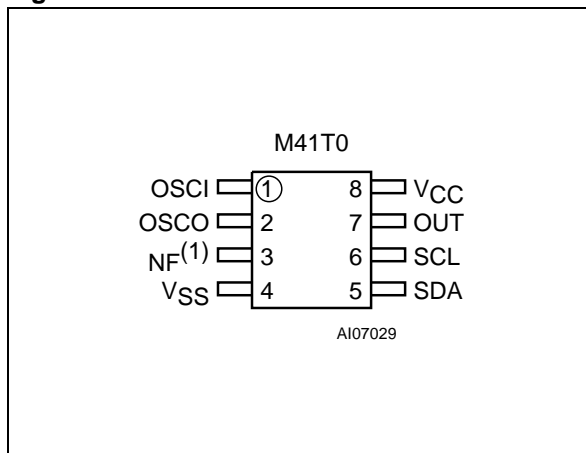 M41T0
OSCI 1 8 VCC
OSCO 2 7 OUT
NF(1) 3 6 SCL
VSS 4 5 SDA
AI07029